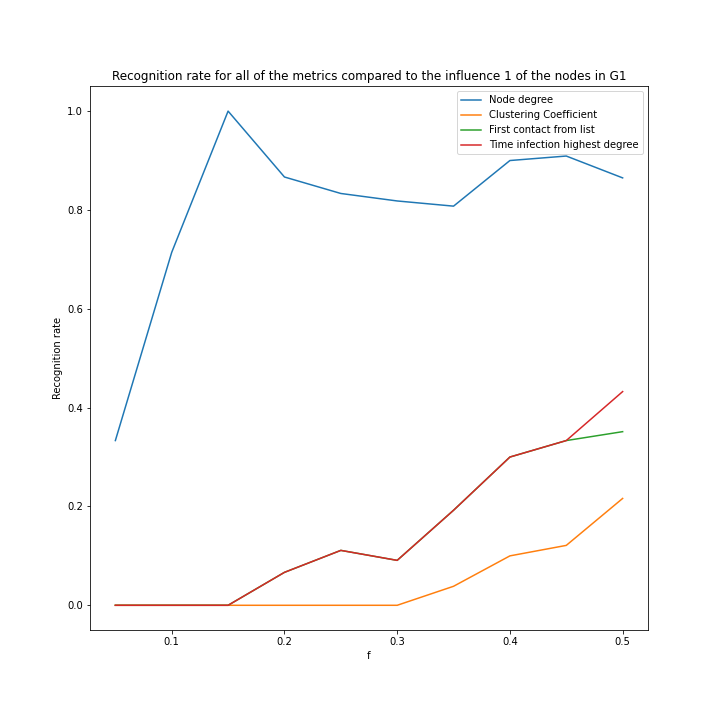 Recognition rate for all of the metrics compared to the influence 1 of the nodes in G1
Node degree
Clustering Coefficient
First contact from list
Time infection highest degree
1.0
0.8
0.6
0.4
0.2
0.0
Recognition rate
0.1 0.2 0.3 0.4 0.5
f